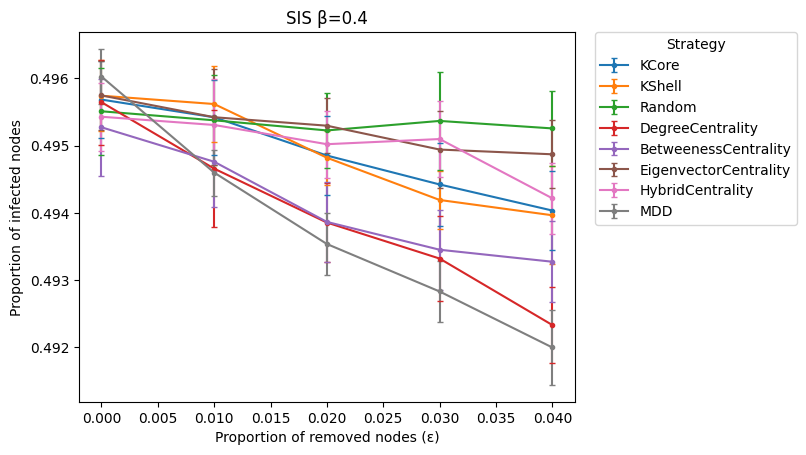 SIS β=0.4
Proportion of infected nodes
0.496
0.495
0.494
0.493
0.492
0.000 0.005 0.010 0.015 0.020 0.025 0.030 0.035 0.040
Proportion of removed nodes (ε)
Strategy
KCore
KShell
Random
DegreeCentrality
BetweenessCentrality
EigenvectorCentrality
HybridCentrality
MDD